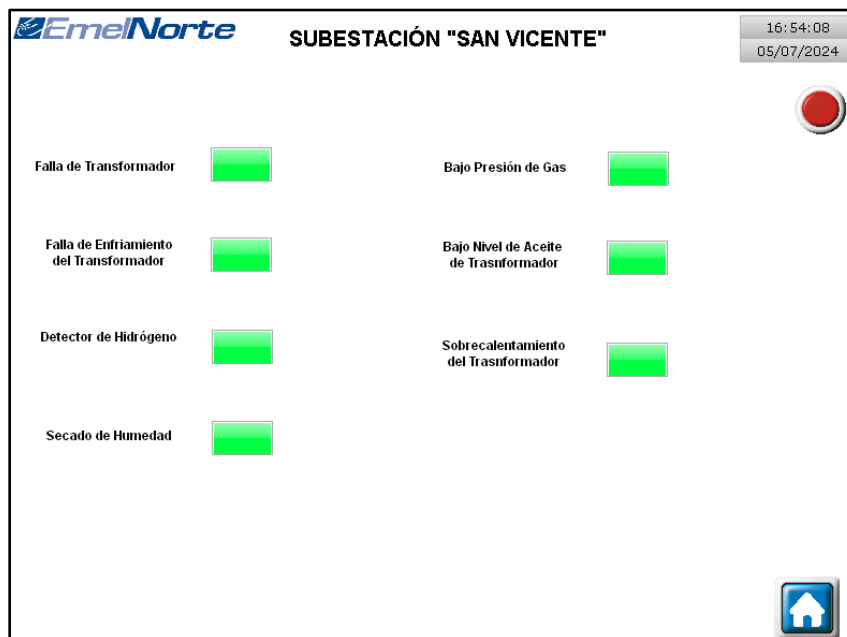 EmelNorte
SUBESTACIÓN "SAN VICENTE"
16:54:08
05/07/2024
Falla de Transformador
Bajo Presión de Gas
Falla de Enfriamiento
del Transformador
Bajo Nivel de Aceite
de Trasnformador
Detector de Hidrógeno
Sobrecalentamiento
del Trasnformador
Secado de Humedad